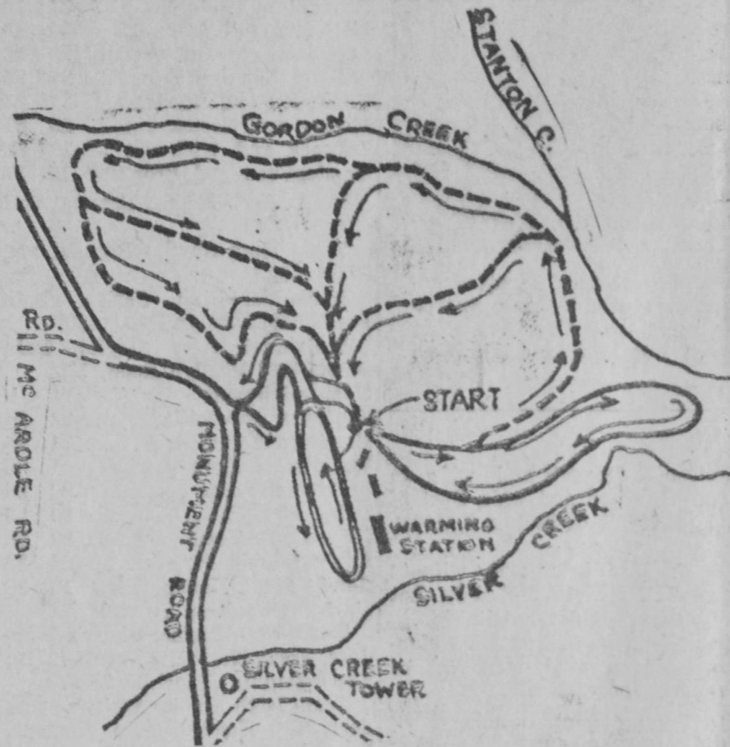 STANTON C.
GORDON CREEK
RD.
MC ARDLE RD.
START
MONUMENT ROAD
WARMING
STATION
SILVER CREEK
SILVER CREEK
TOWER